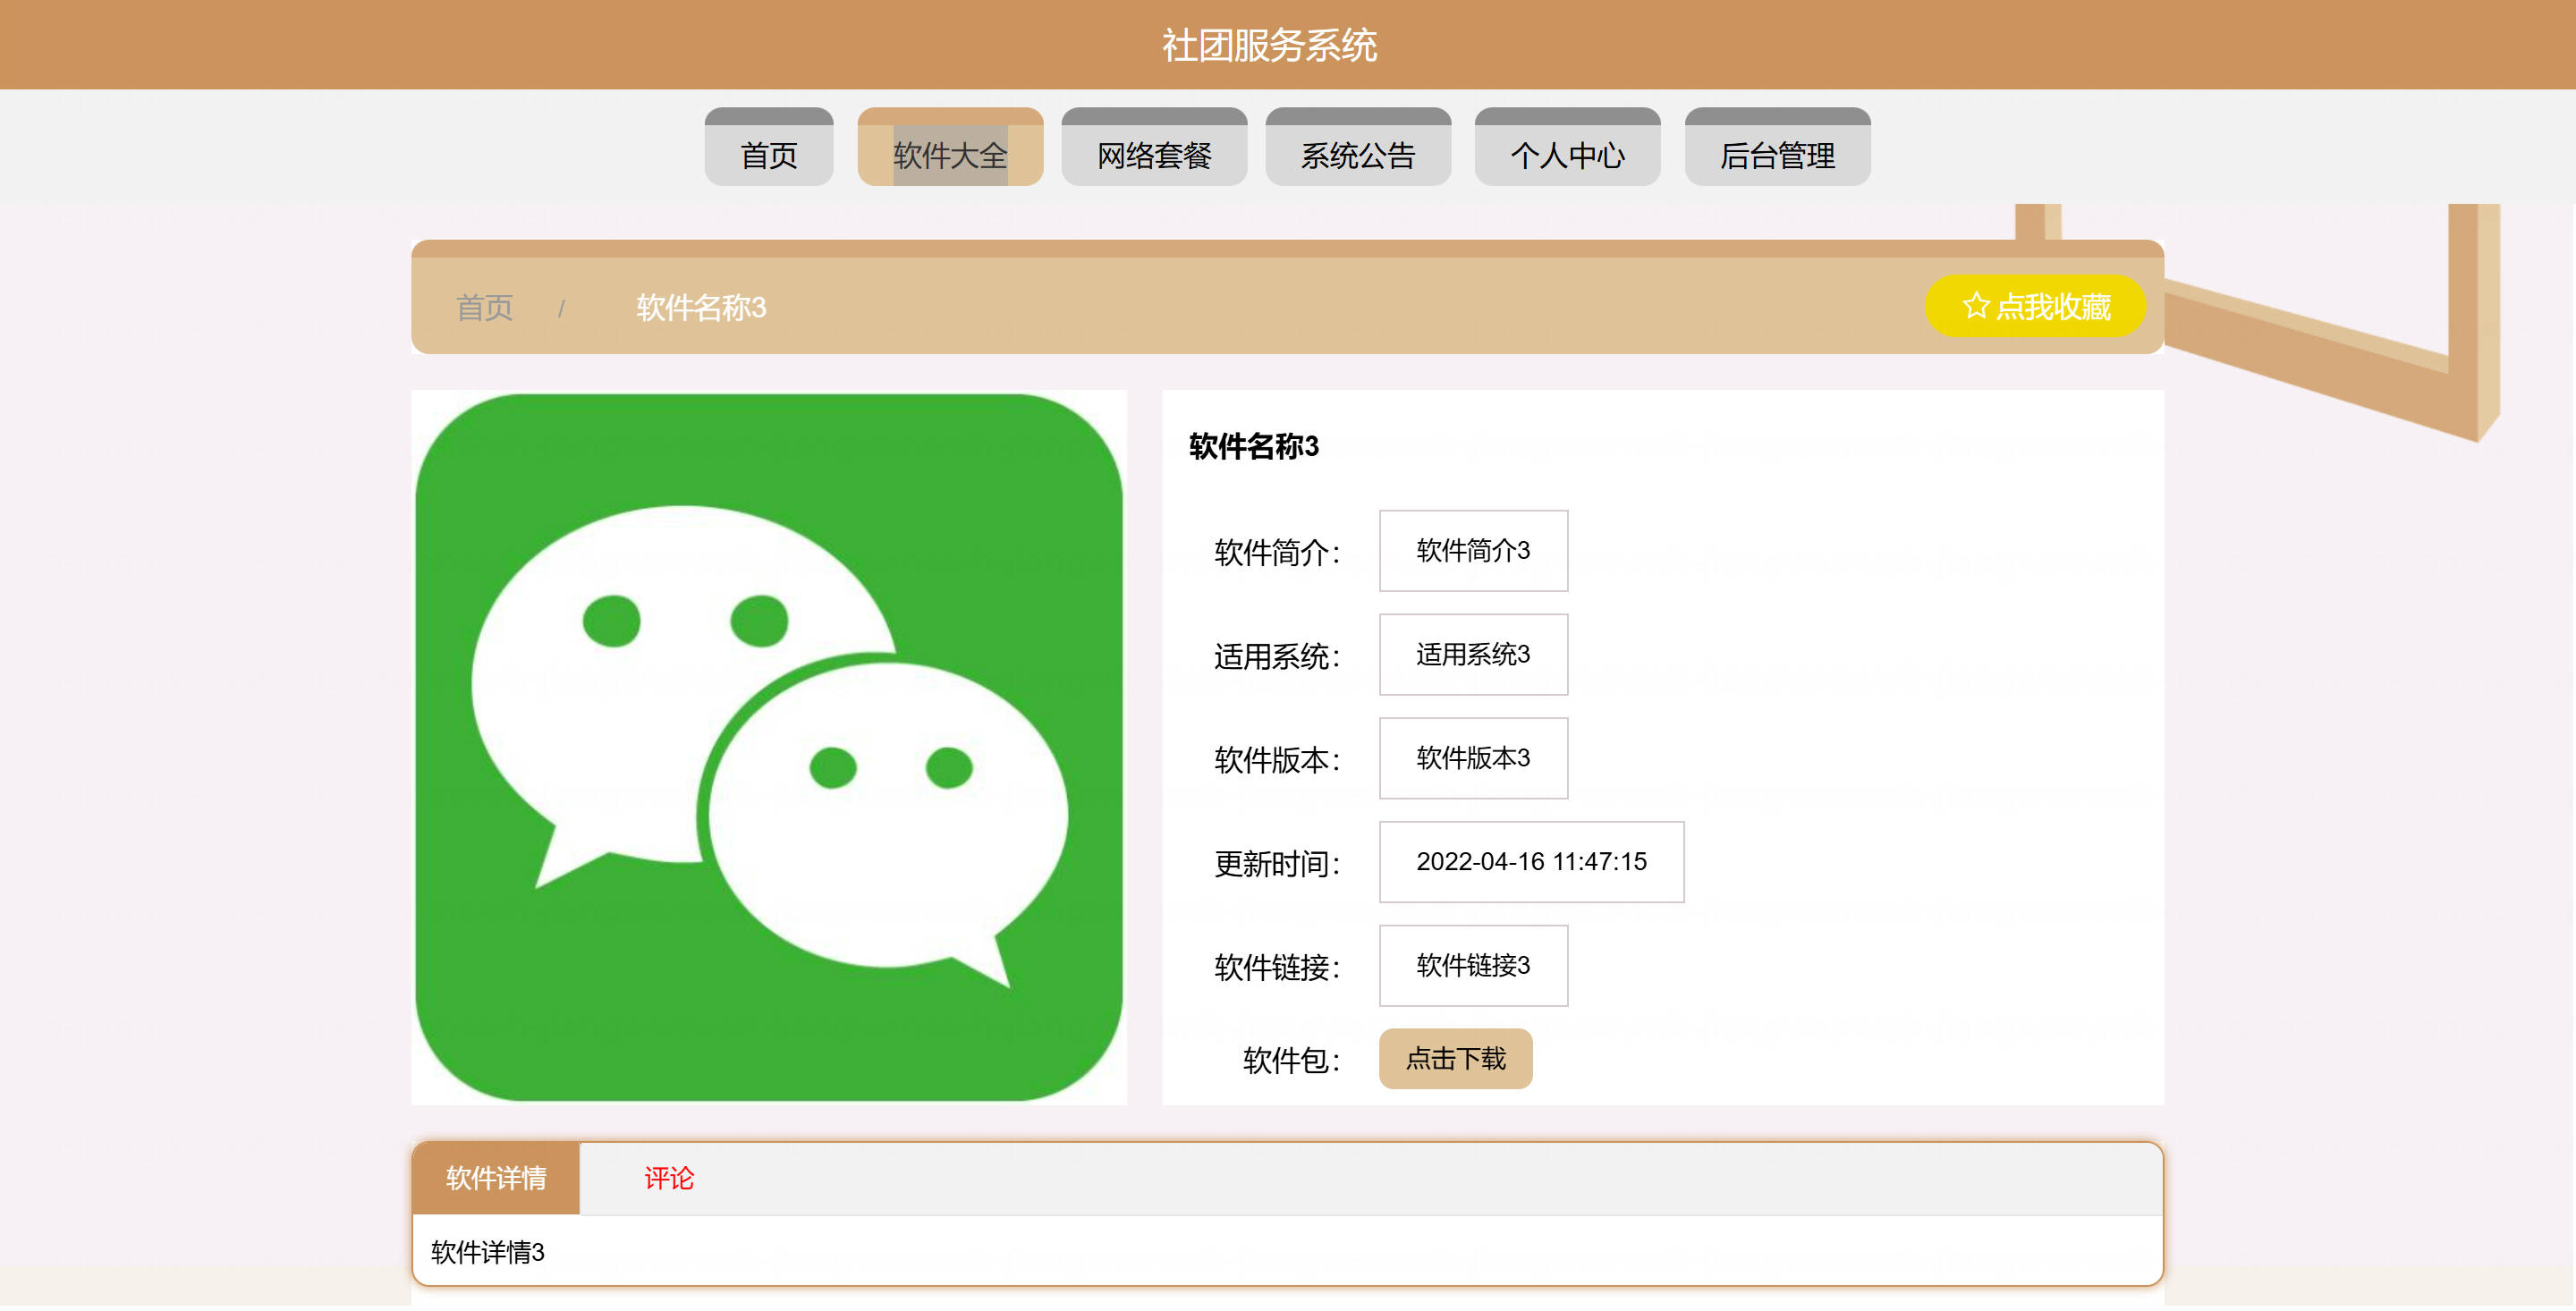 社团服务系统
首页 软件大全 网络套餐 系统公告 个人中心 后台管理
首页 / 软件名称3 点我收藏
软件名称3
软件简介： 软件简介3
适用系统： 适用系统3
软件版本： 软件版本3
更新时间： 2022-04-16 11:47:15
软件链接： 软件链接3
软件包： 点击下载
软件详情 评论
软件详情3